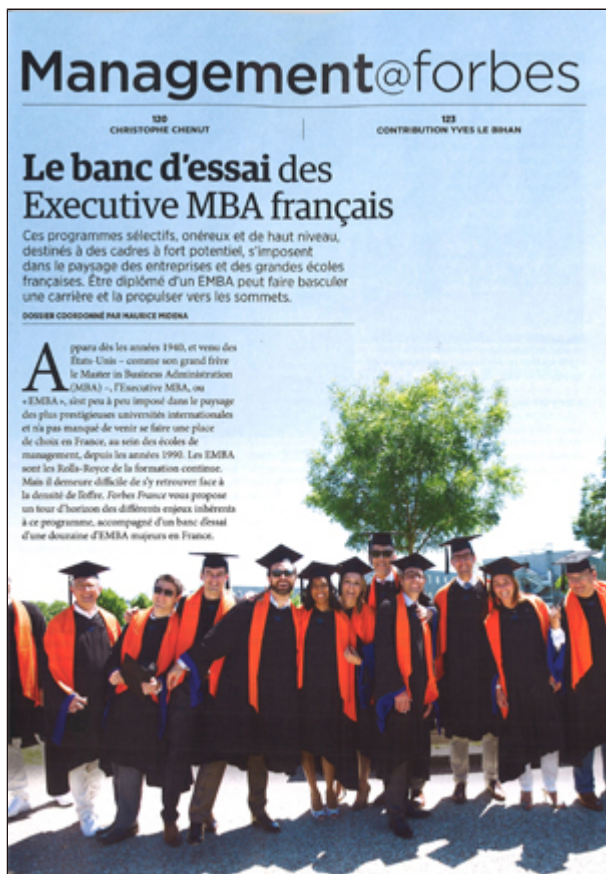 Management@forbes
120
CHRISTOPHE CHENUT
123
CONTRIBUTION YVES LE BIHAN
Le banc d'essai des
Executive MBA français
Ces programmes sélectifs, onéreux et de haut niveau,
destinés à des cadres à fort potentiel, s'imposent
dans le paysage des entreprises et des grandes écoles
françaises. Être diplômé d'un EMBA peut faire basculer
une carrière et la propulser vers les sommets.
DOSSIER COORDONNÉ PAR MAURICE MIDENA
Apparu dès les années 1940, et venu des
États-Unis – comme son grand frère
le Master in Business Administration
(MBA) –, l'Executive MBA, ou
« EMBA », s'est peu à peu imposé dans le paysage
des plus prestigieuses universités internationales
et n'a pas manqué de venir se faire une place
de choix en France, au sein des écoles de
management, depuis les années 1990. Les EMBA
sont les Rolls-Royce de la formation continue.
Mais il demeure difficile de s'y retrouver face à
la densité de l'offre. Forbes France vous propose
un tour d'horizon des différents enjeux inhérents
à ce programme, accompagné d'un banc d'essai
d'une douzaine d'EMBA majeurs en France.